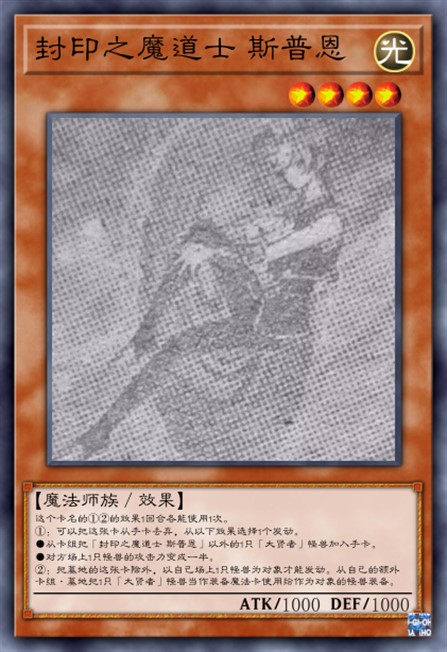 封印之魔道士 斯普恩
光
【魔法师族／效果】
这个卡名的①②的效果1回合各能使用1次。
①：可以把这张卡从手卡丢弃，从以下效果选择1个发动。
●从卡组把「封印之魔道士 斯普恩」以外的1只「大贤者」怪兽加入手卡。
●对方场上1只怪兽的攻击力变成一半。
②：把墓地的这张卡除外，以自己场上1只怪兽为对象才能发动。从自己的额外
卡组·墓地把1只「大贤者」怪兽当作装备魔法卡使用给作为对象的怪兽装备。
ATK/1000 DEF/1000